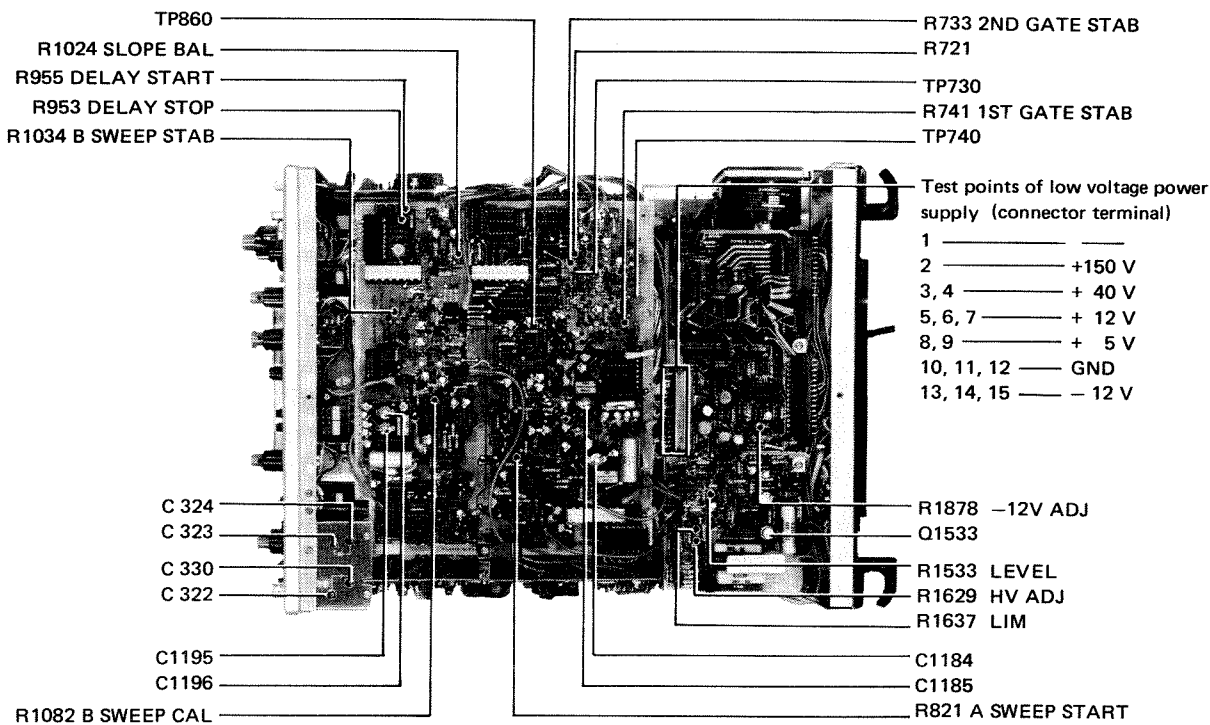 TP860
R1024 SLOPE BAL
R955 DELAY START
R953 DELAY STOP
R1034 B SWEEP STAB
R733 2ND GATE STAB
R721
TP730
R741 1ST GATE STAB
TP740
Test points of low voltage power
supply (connector terminal)
1 ——— ——
2 ——— +150 V
3, 4 ——— + 40 V
5, 6, 7 ——— + 12 V
8, 9 ——— + 5 V
10, 11, 12 —— GND
13, 14, 15 —— − 12 V
C 324
C 323
C 330
C 322
C1195
C1196
R1082 B SWEEP CAL
R1878 −12V ADJ
Q1533
R1533 LEVEL
R1629 HV ADJ
R1637 LIM
C1184
C1185
R821 A SWEEP START